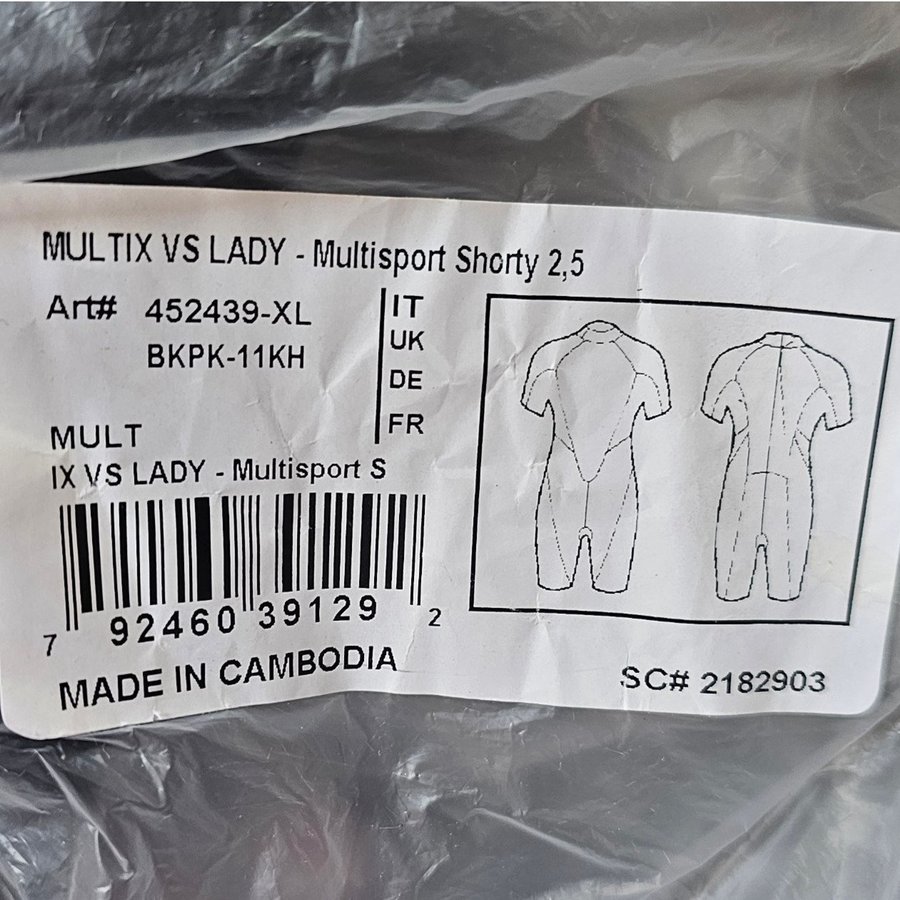 MULTIX VS LADY - Multisport Shorty 2,5
Art# 452439-XL
BKPK-11KH
IT
UK
DE
FR
MULT
IX VS LADY - Multisport S
7 92460 39129 2
MADE IN CAMBODIA
SC# 2182903